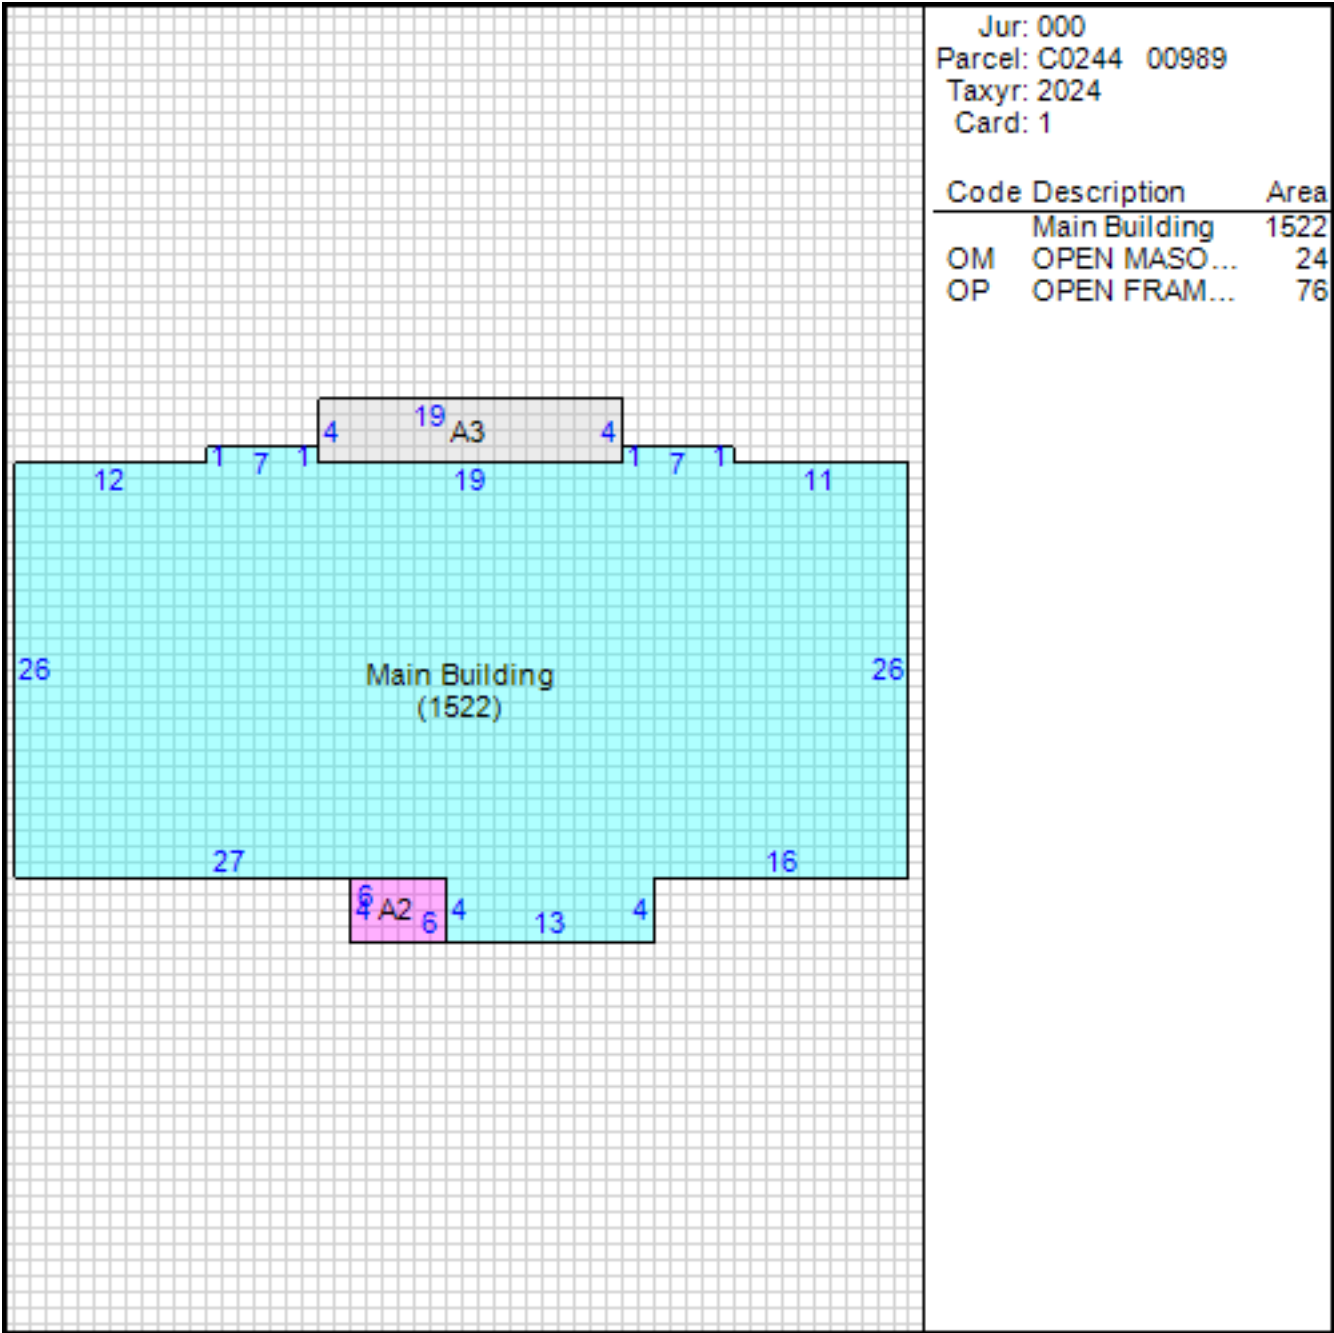 Jur: 000
Parcel: C0244 00989
Taxyr: 2024
Card: 1
Code Description Area
Main Building 1522
OM OPEN MASO... 24
OP OPEN FRAM... 76
19
4 A3 4
1 7 1 1 7 1
12 19 11
26 26
Main Building
(1522)
27 16
6
4 A2 6 4 13 4